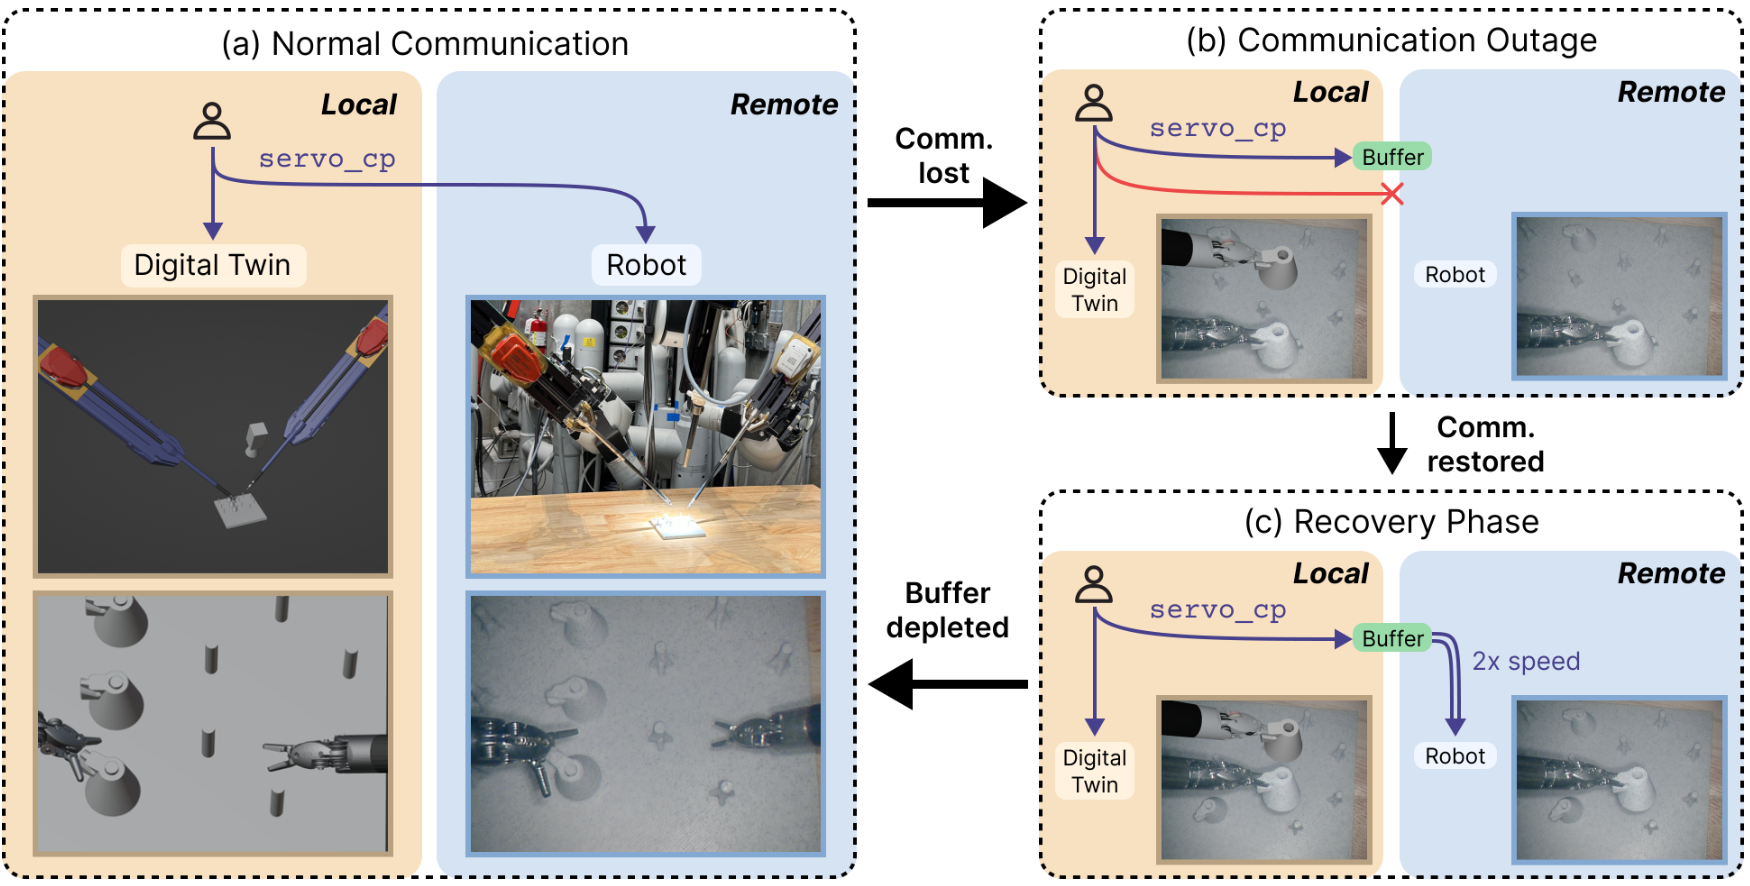 (a) Normal Communication
Local
Remote
servo_cp
Digital Twin
Robot
Comm.
lost
(b) Communication Outage
Local
Remote
servo_cp
Buffer
Digital
Twin
Robot
Comm.
restored
(c) Recovery Phase
Local
Remote
servo_cp
Buffer
2x speed
Digital
Twin
Robot
Buffer
depleted